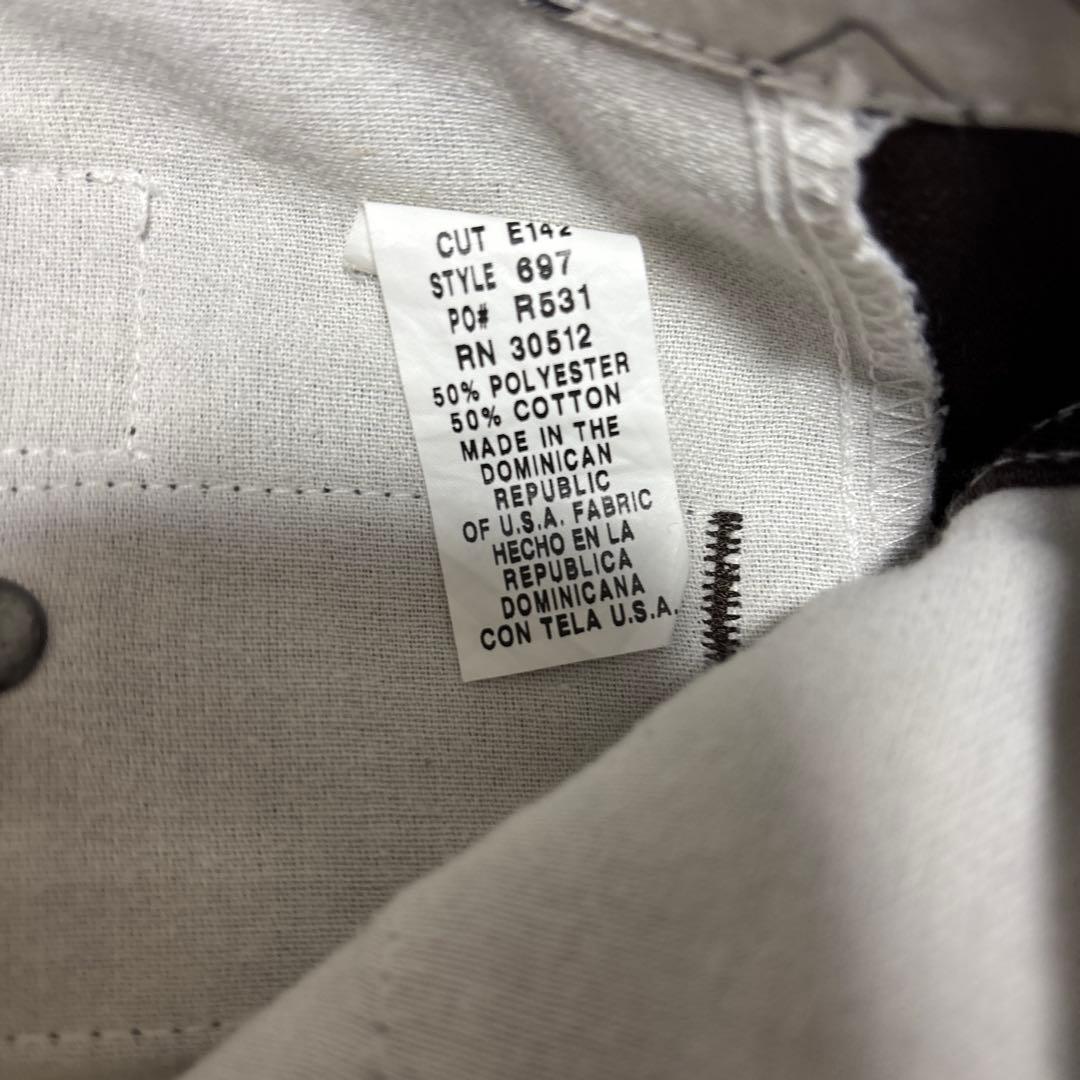 CUT E142
STYLE 697
PO# R531
RN 30512
50% POLYESTER
50% COTTON
MADE IN THE
DOMINICAN
REPUBLIC
OF U.S.A. FABRIC
HECHO EN LA
REPUBLICA
DOMINICANA
CON TELA U.S.A.